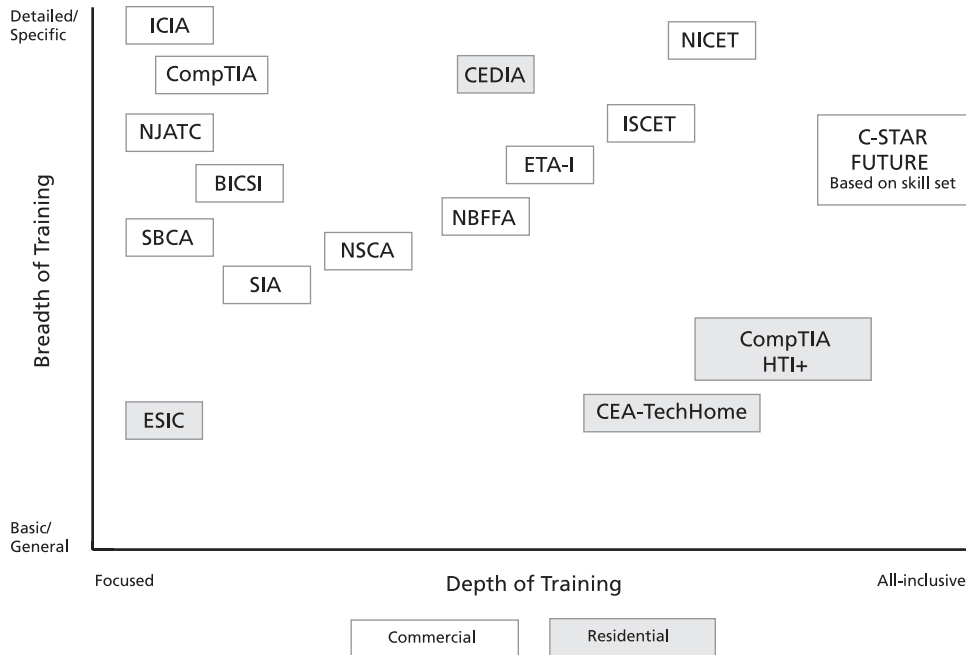 Detailed/
Specific
ICIA
NICET
CompTIA
CEDIA
NJATC
ISCET
C-STAR
FUTURE
Based on skill set
ETA-I
BICSI
NBFFA
SBCA
NSCA
SIA
Breadth of Training
CompTIA
HTI+
CEA-TechHome
ESIC
Basic/
General
Focused
Depth of Training
All-inclusive
Commercial
Residential